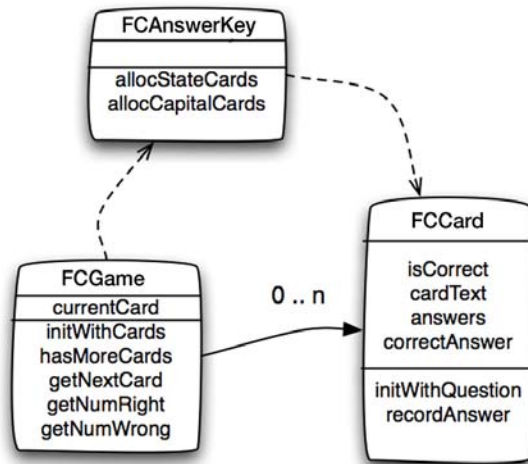 FCAnswerKey
allocStateCards
allocCapitalCards
FCGame
currentCard
initWithCards
hasMoreCards
getNextCard
getNumRight
getNumWrong
0 .. n
FCCard
isCorrect
cardText
answers
correctAnswer
initWithQuestion
recordAnswer